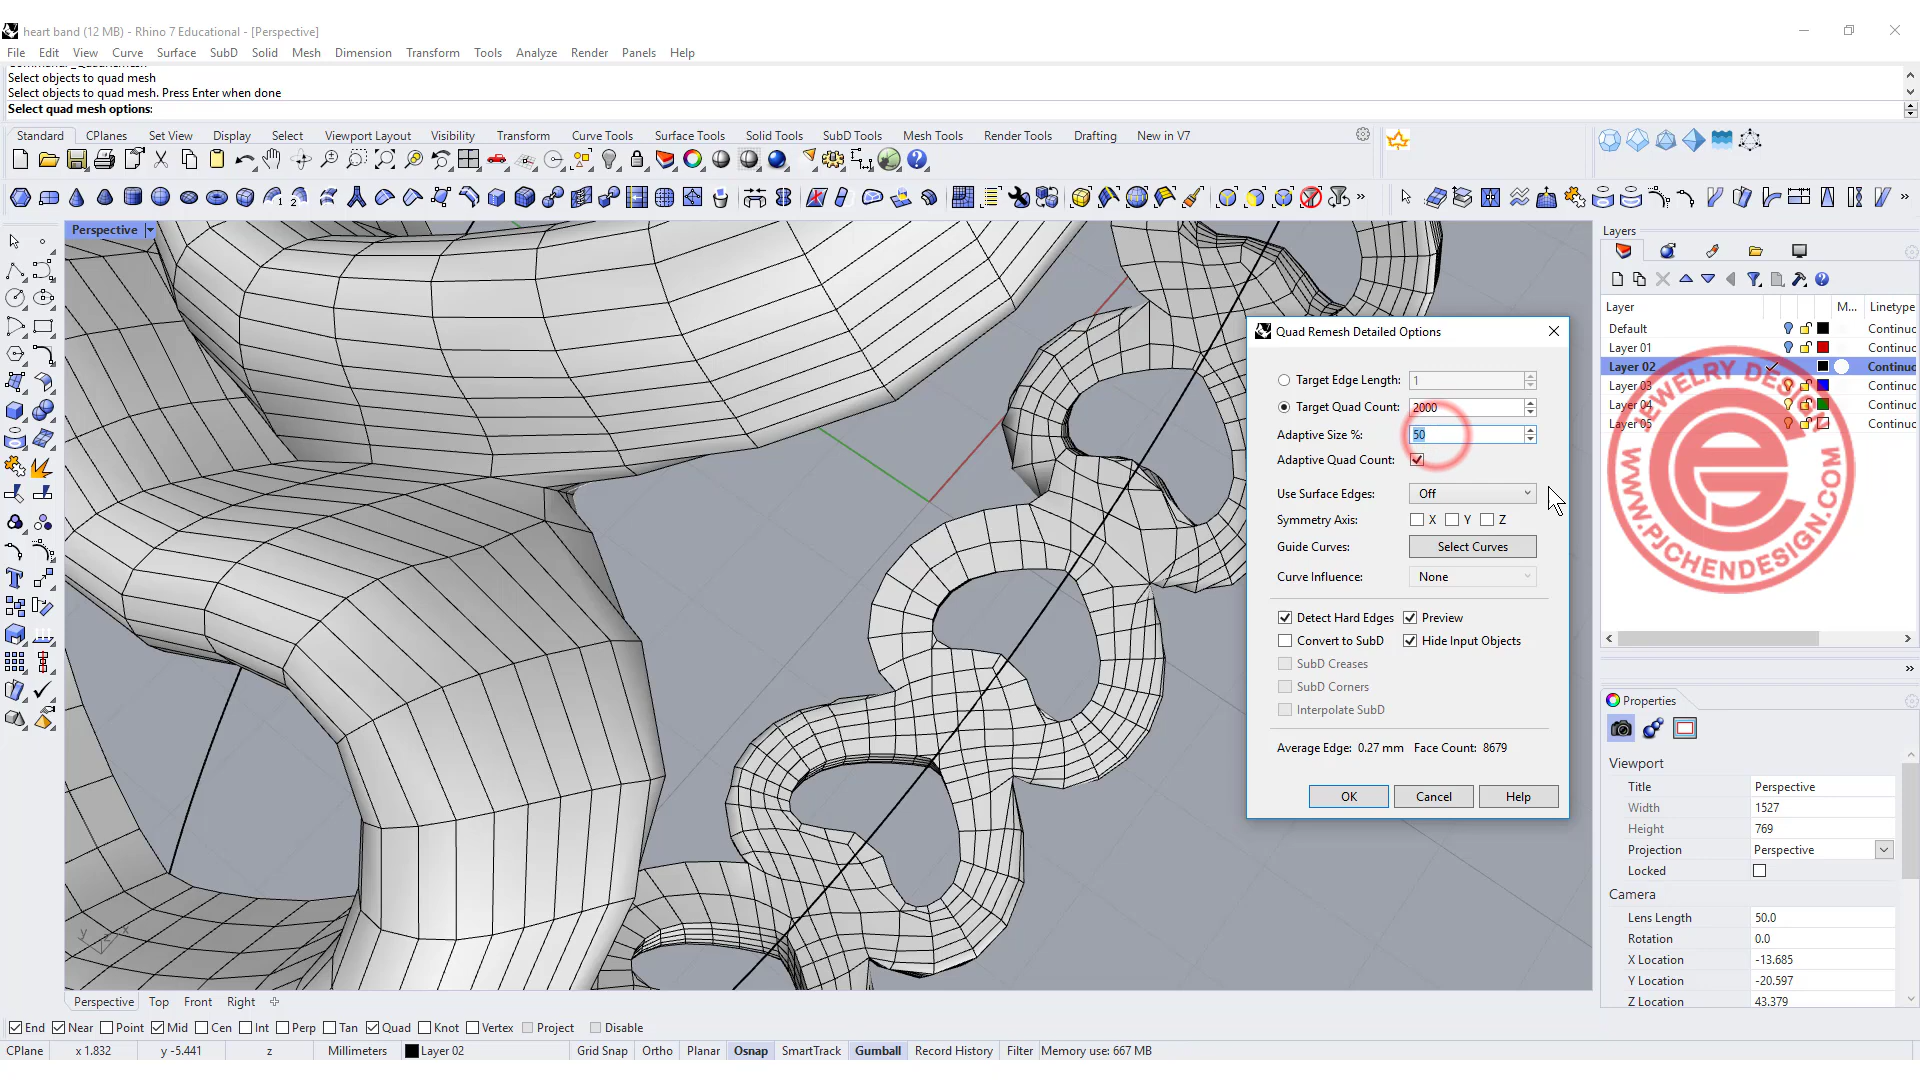 heart band (12 MB) - Rhino 7 Educational - [Perspective]
File Edit View Curve Surface SubD Solid Mesh Dimension Transform Tools Analyze Render Panels Help
Select objects to quad mesh
Select objects to quad mesh. Press Enter when done
Select quad mesh options:
Standard CPlanes Set View Display Select Viewport Layout Visibility Transform Curve Tools Surface Tools Solid Tools SubD Tools Mesh Tools Render Tools Drafting New in V7
Perspective
Layers
Layer M... Linetype
Default Continuc
Layer 01 Continuc
Layer 02 Continuc
Layer 03 Continuc
Layer 04 Continuc
Layer 05 Continuc
JEWELRY DESIGN
WWW.PJCHENDESIGN.COM
Quad Remesh Detailed Options
Target Edge Length: 1
Target Quad Count: 2000
Adaptive Size %: 50
Adaptive Quad Count:
Use Surface Edges: Off
Symmetry Axis: X Y Z
Guide Curves: Select Curves
Curve Influence: None
Detect Hard Edges Preview
Convert to SubD Hide Input Objects
SubD Creases
SubD Corners
Interpolate SubD
Average Edge: 0.27 mm Face Count: 8679
OK Cancel Help
Properties
Viewport
Title Perspective
Width 1527
Height 769
Projection Perspective
Locked
Camera
Lens Length 50.0
Rotation 0.0
X Location -13.685
Y Location -20.597
Z Location 43.379
y z x
Perspective Top Front Right
End Near Point Mid Cen Int Perp Tan Quad Knot Vertex Project Disable
CPlane x 1.832 y -5.441 z Millimeters Layer 02 Grid Snap Ortho Planar Osnap SmartTrack Gumball Record History Filter Memory use: 667 MB